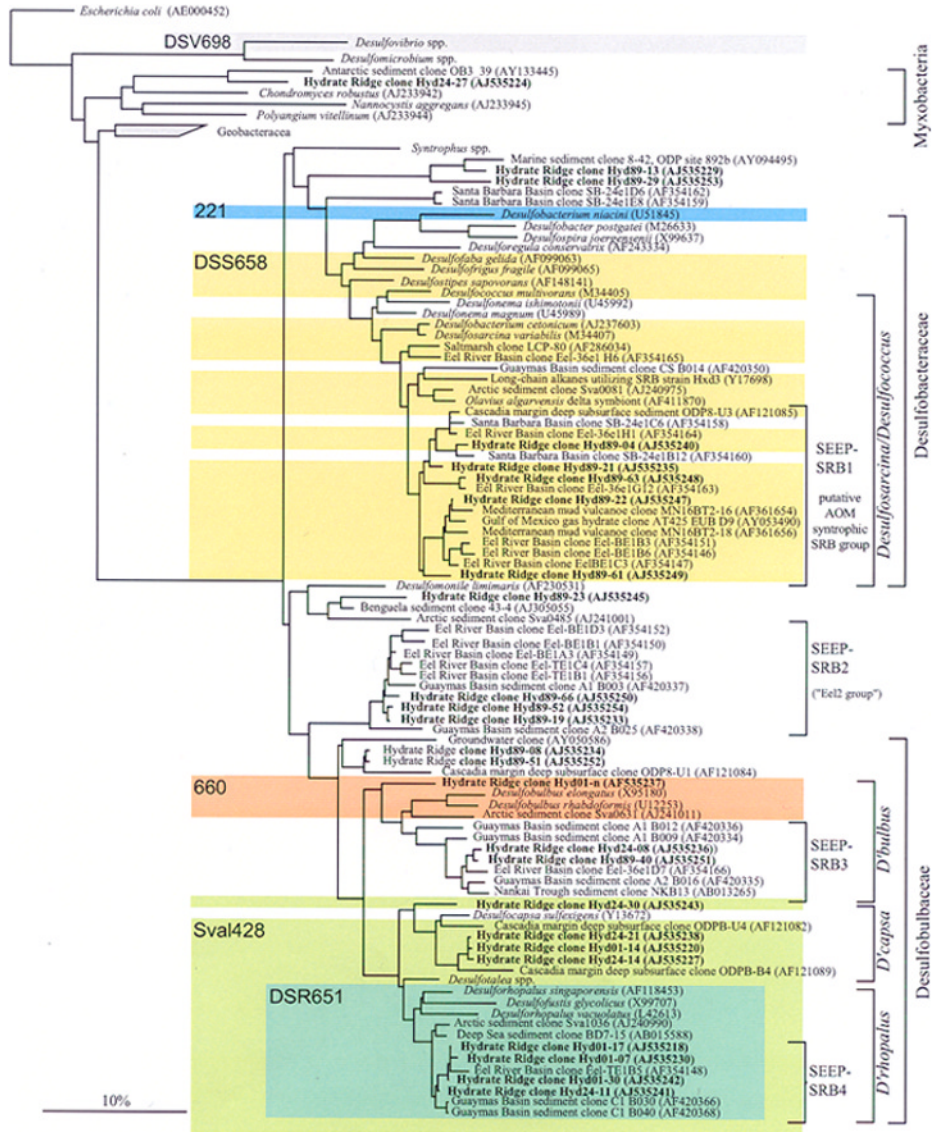 Escherichia coli (AE000452)
DSV698
Desulfovibrio spp.
Desulfomicrobium spp.
Antarctic sediment clone OB3_39 (AY133445)
Hydrate Ridge clone Hyd24-27 (AJ535224)
Chondromyces robustus (AJ233942)
Nannocystis aggregans (AJ233945)
Polyangium vitellinum (AJ233944)
Myxobacteria
Geobacteracea
Syntrophus spp.
Marine sediment clone 8-42, ODP site 892b (AY094495)
Hydrate Ridge clone Hyd89-13 (AJ535229)
Hydrate Ridge clone Hyd89-29 (AJ535253)
Santa Barbara Basin clone SB-24e1D6 (AF354162)
Santa Barbara Basin clone SB-24e1E8 (AF354159)
221
Desulfobacterium niacini (U51845)
Desulfobacter postgatei (M26633)
Desulfospira joergensenii (X99637)
Desulforegula conservatrix (AF243334)
DSS658
Desulfofaba gelida (AF099063)
Desulfofrigus fragile (AF099065)
Desulfostipes sapovorans (AF148141)
Desulfococcus multivorans (M34405)
Desulfonema ishimotonii (U45992)
Desulfonema magnum (U45989)
Desulfobacterium cetonicum (AJ237603)
Desulfosarcina variabilis (M34407)
Saltmarsh clone LCP-80 (AF286034)
Eel River Basin clone Eel-36e1 H6 (AF354165)
Guaymas Basin sediment clone CS_B014 (AF420350)
Long-chain alkanes utilizing SRB strain Hxd3 (Y17698)
Arctic sediment clone Sva0081 (AJ240975)
Olavius algarvensis delta symbiont (AF411870)
Cascadia margin deep subsurface sediment ODP8-U3 (AF121085)
Santa Barbara Basin clone SB-24e1C6 (AF354158)
Eel River Basin clone Eel-36e1H1 (AF354164)
Hydrate Ridge clone Hyd89-04 (AJ535240)
Santa Barbara Basin clone SB-24e1B12 (AF354160)
Hydrate Ridge clone Hyd89-21 (AJ535235)
Hydrate Ridge clone Hyd89-63 (AJ535248)
Eel River Basin clone Eel-36e1G12 (AF354163)
Hydrate Ridge clone Hyd89-22 (AJ535247)
Mediterranean mud vulcanoe clone MN16BT2-16 (AF361654)
Gulf of Mexico gas hydrate clone AT425_EUB_D9 (AY053490)
Mediterranean mud vulcanoe clone MN16BT2-18 (AF361656)
Eel River Basin clone Eel-BE1B3 (AF354151)
Eel River Basin clone Eel-BE1B6 (AF354146)
Eel River Basin clone EelBE1C3 (AF354147)
Hydrate Ridge clone Hyd89-61 (AJ535249)
SEEP-
SRB1
putative
AOM
syntrophic
SRB group
Desulfosarcina/Desulfococcus
Desulfobacteraceae
Desulfomonile limimaris (AF230531)
Hydrate Ridge clone Hyd89-23 (AJ535245)
Benguela sediment clone 43-4 (AJ305055)
Arctic sediment clone Sva0485 (AJ241001)
Eel River Basin clone Eel-BE1D3 (AF354152)
Eel River Basin clone Eel-BE1B1 (AF354150)
Eel River Basin clone Eel-BE1A3 (AF354149)
Eel River Basin clone Eel-TE1C4 (AF354157)
Eel River Basin clone Eel-TE1B1 (AF354156)
Guaymas Basin sediment clone A1_B003 (AF420337)
Hydrate Ridge clone Hyd89-66 (AJ535250)
Hydrate Ridge clone Hyd89-52 (AJ535254)
Hydrate Ridge clone Hyd89-19 (AJ535233)
Guaymas Basin sediment clone A2_B025 (AF420338)
SEEP-
SRB2
("Eel2 group")
Groundwater clone (AY050586)
Hydrate Ridge clone Hyd89-08 (AJ535234)
Hydrate Ridge clone Hyd89-51 (AJ535252)
Cascadia margin deep subsurface clone ODP8-U1 (AF121084)
660
Hydrate Ridge clone Hyd01-n (AF535237)
Desulfobulbus elongatus (X95180)
Desulfobulbus rhabdoformis (U12253)
Arctic sediment clone Sva0631 (AJ241011)
Guaymas Basin sediment clone A1_B012 (AF420336)
Guaymas Basin sediment clone A1_B009 (AF420334)
Hydrate Ridge clone Hyd24-08 (AJ535236))
Hydrate Ridge clone Hyd89-40 (AJ535251)
Eel River Basin clone Eel-36e1D7 (AF354166)
Guaymas Basin sediment clone A2_B016 (AF420335)
Nankai Trough sediment clone NKB13 (AB013265)
SEEP-
SRB3
D'bulbus
Desulfobulbaceae
Hydrate Ridge clone Hyd24-30 (AJ535243)
Sval428
Desulfocapsa sulfexigens (Y13672)
Cascadia margin deep subsurface clone ODPB-U4 (AF121082)
Hydrate Ridge clone Hyd24-21 (AJ535238)
Hydrate Ridge clone Hyd01-14 (AJ535220)
Hydrate Ridge clone Hyd24-14 (AJ535227)
Cascadia margin deep subsurface clone ODPB-B4 (AF121089)
Desulfotalea spp.
D'capsa
DSR651
Desulforhopalus singaporensis (AF118453)
Desulfofustis glycolicus (X99707)
Desulforhopalus vacuolatus (L42613)
Arctic sediment clone Sva1036 (AJ240990)
Deep Sea sediment clone BD7-15 (AB015588)
Hydrate Ridge clone Hyd01-17 (AJ535218)
Hydrate Ridge clone Hyd01-07 (AJ535230)
Eel River Basin clone Eel-TE1B5 (AF354148)
Hydrate Ridge clone Hyd01-30 (AJ535242)
Hydrate Ridge clone Hyd24-11 (AJ535241)
Guaymas Basin sediment clone C1_B030 (AF420366)
Guaymas Basin sediment clone C1_B040 (AF420368)
SEEP-
SRB4
D'rhopalus
10%